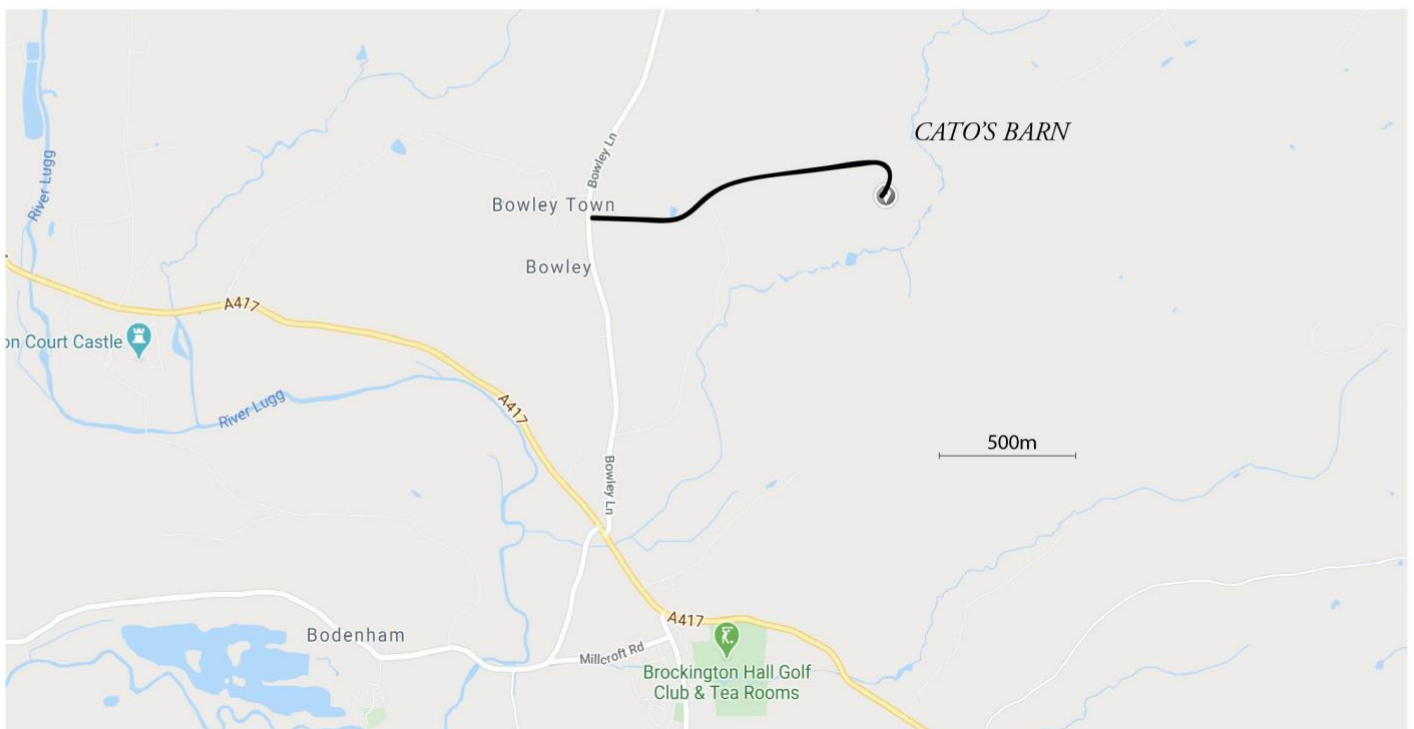 CATO'S BARN
Bowley Ln
River Lugg
Bowley Town
Bowley
A417
on Court Castle
River Lugg
A417
500m
Bowley Ln
A417
Bodenham
Millcroft Rd
Brockington Hall Golf
Club & Tea Rooms